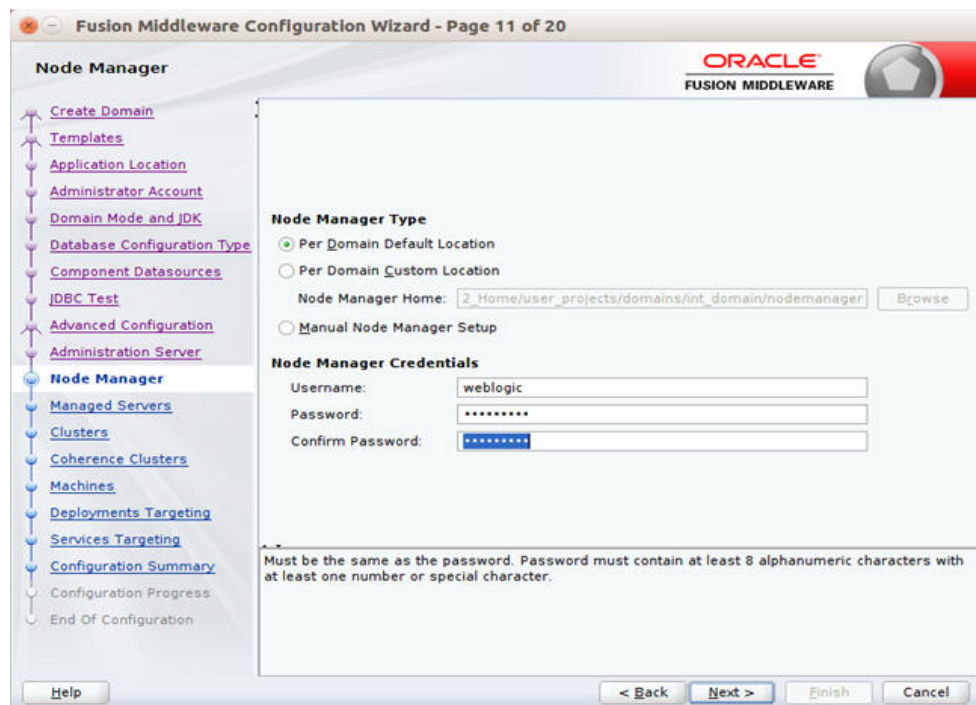 Fusion Middleware Configuration Wizard - Page 11 of 20
Node Manager
ORACLE
FUSION MIDDLEWARE
Create Domain
Templates
Application Location
Administrator Account
Domain Mode and JDK
Database Configuration Type
Component Datasources
JDBC Test
Advanced Configuration
Administration Server
Node Manager
Managed Servers
Clusters
Coherence Clusters
Machines
Deployments Targeting
Services Targeting
Configuration Summary
Configuration Progress
End Of Configuration
Node Manager Type
Per Domain Default Location
Per Domain Custom Location
Node Manager Home: 2_Home/user_projects/domains/int_domain/nodemanager Browse
Manual Node Manager Setup
Node Manager Credentials
Username: weblogic
Password: •••••••••
Confirm Password: •••••••••
Must be the same as the password. Password must contain at least 8 alphanumeric characters with
at least one number or special character.
Help < Back Next > Finish Cancel